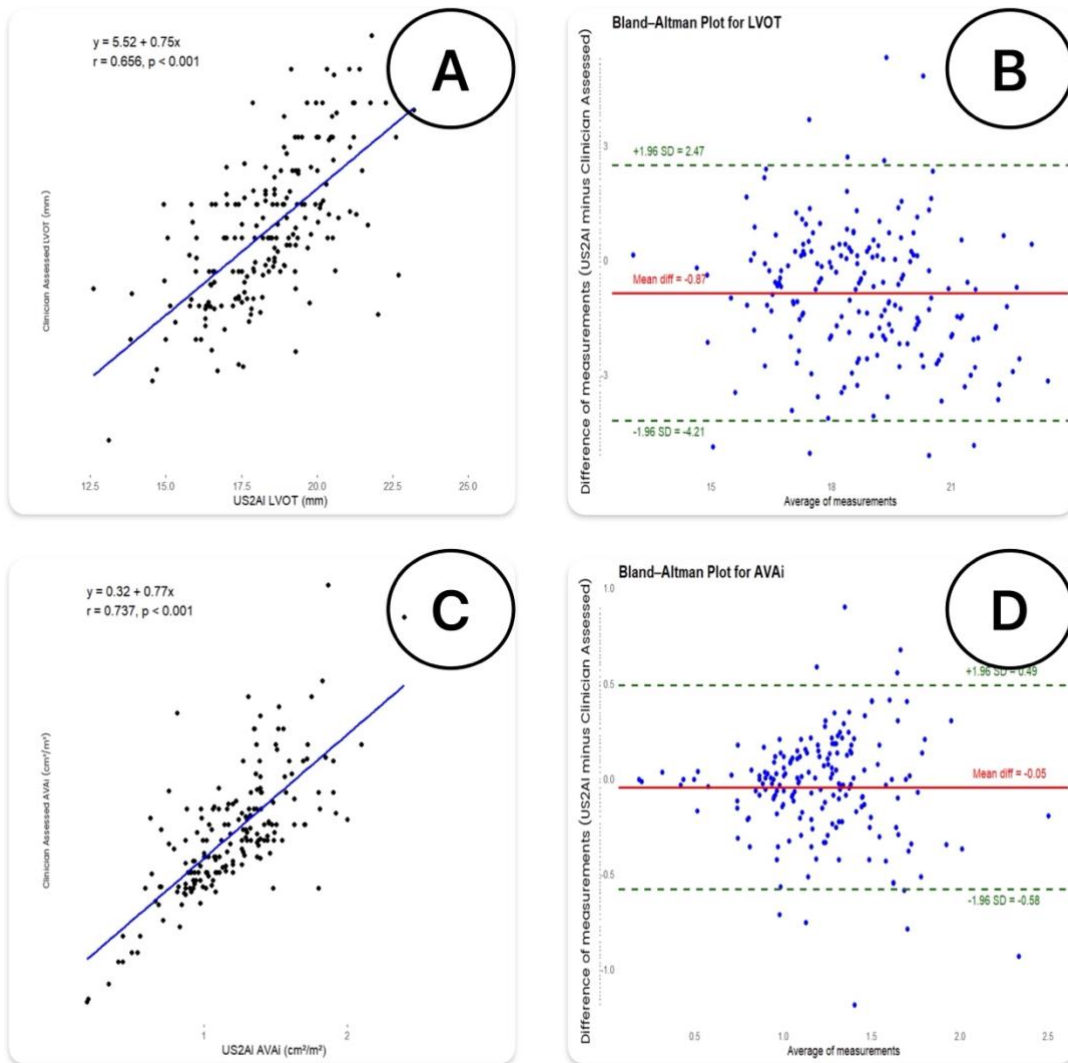 y = 5.52 + 0.75x
r = 0.656, p < 0.001
A
Clinician Assessed LVOT (mm)
12.5 15.0 17.5 20.0 22.5 25.0
US2AI LVOT (mm)
Bland–Altman Plot for LVOT
B
Difference of measurements (US2AI minus Clinician Assessed)
3
+1.96 SD = 2.47
0
Mean diff = -0.87
-3
-1.96 SD = -4.21
15 18 21
Average of measurements
y = 0.32 + 0.77x
r = 0.737, p < 0.001
C
Clinician Assessed AVAi (cm²/m²)
1 2
US2AI AVAi (cm²/m²)
Bland–Altman Plot for AVAi
D
Difference of measurements (US2AI minus Clinician Assessed)
1.0
+1.96 SD = 0.49
0.5
Mean diff = -0.05
0.0
-0.5
-1.96 SD = -0.58
-1.0
0.5 1.0 1.5 2.0 2.5
Average of measurements